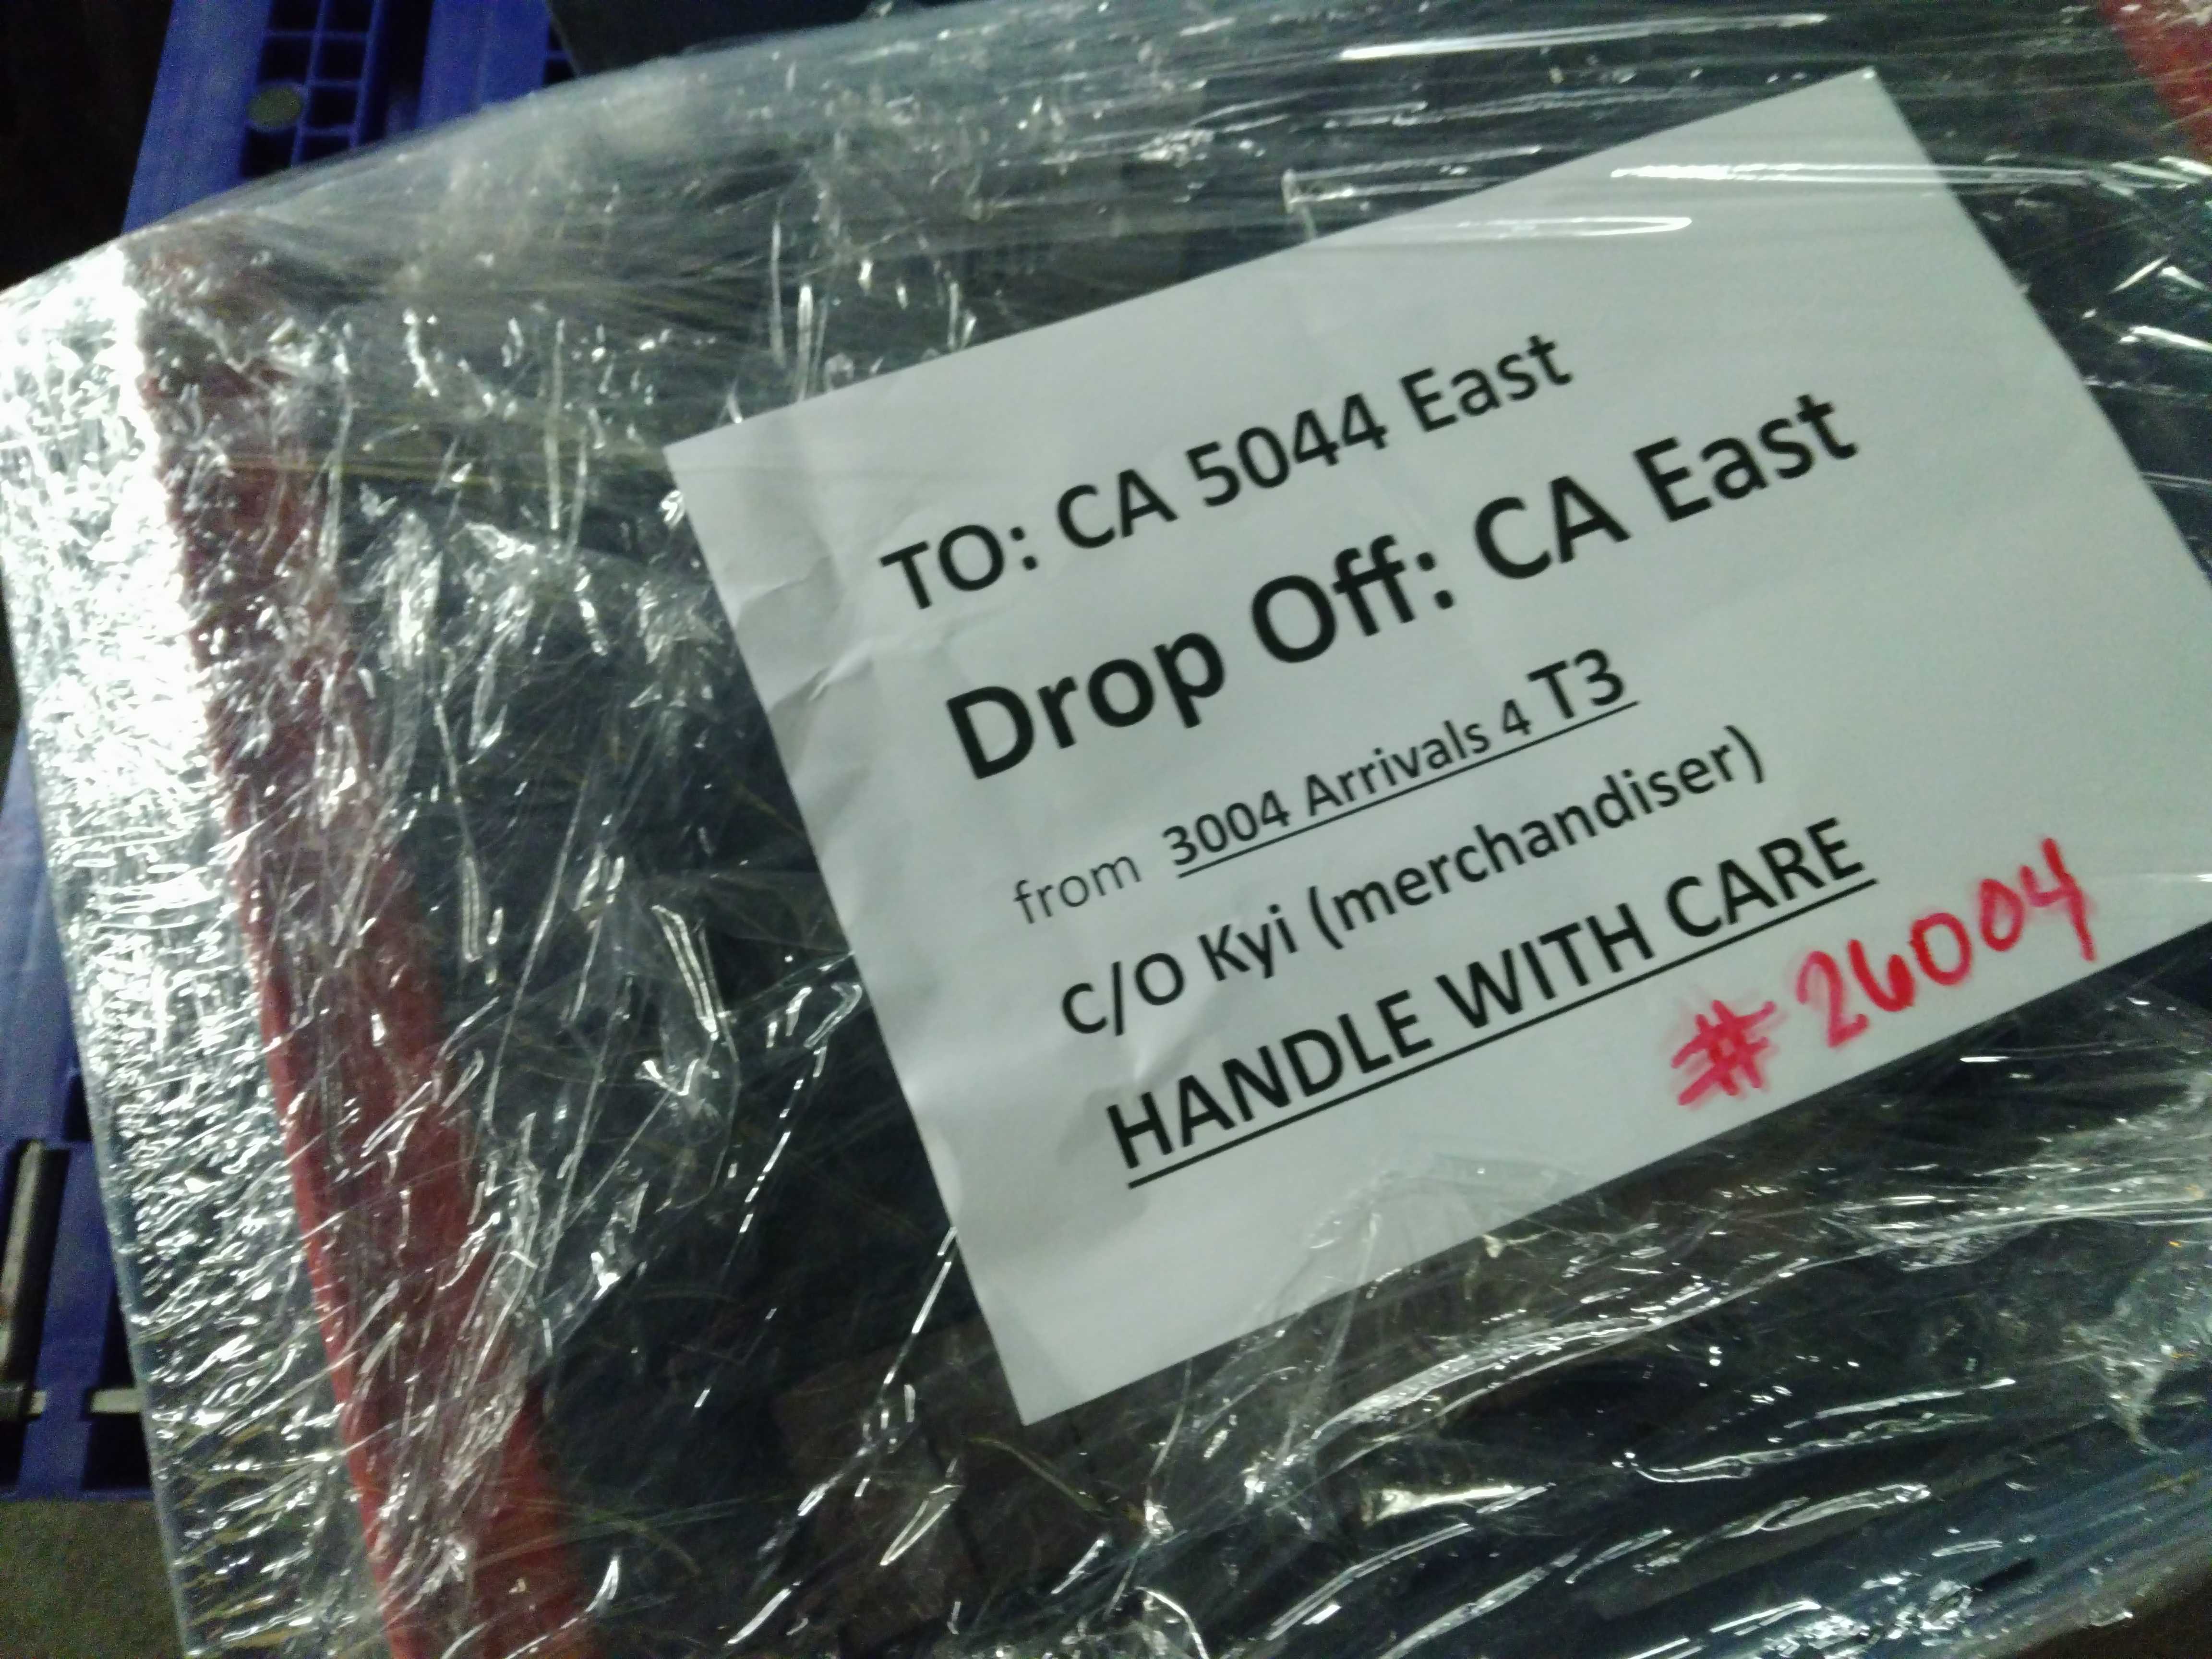 TO: CA 5044 East
Drop Off: CA East
from 3004 Arrivals 4 T3
C/O Kyi (merchandiser)
HANDLE WITH CARE
#26004